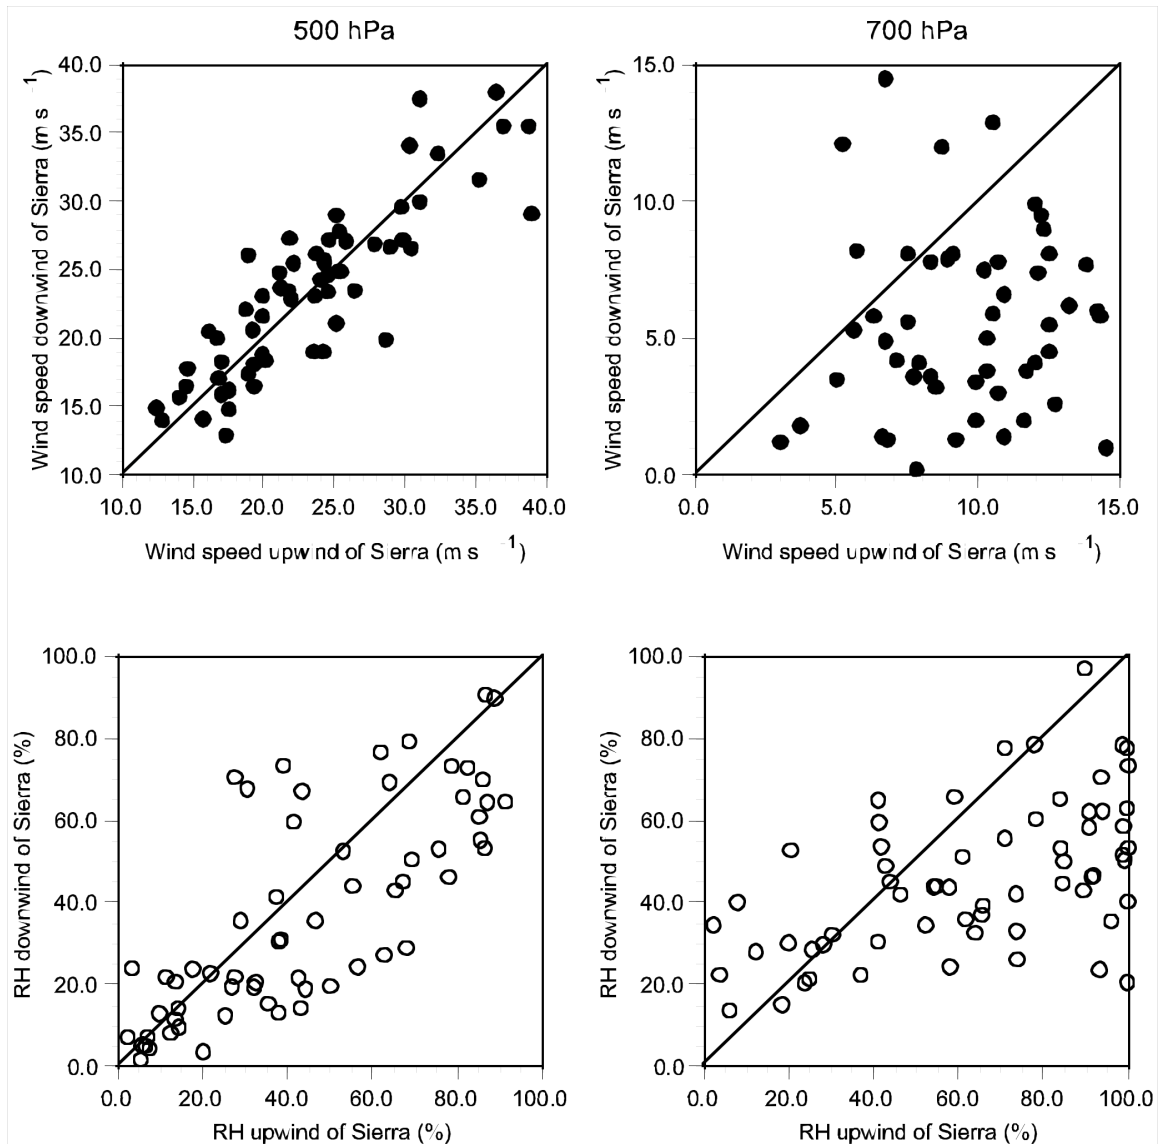 500 hPa
700 hPa
40.0
35.0
30.0
25.0
20.0
15.0
10.0
Wind speed downwind of Sierra (m s −1)
10.0 15.0 20.0 25.0 30.0 35.0 40.0
Wind speed upwind of Sierra (m s −1)
15.0
10.0
5.0
0.0
Wind speed downwind of Sierra (m s −1)
0.0 5.0 10.0 15.0
Wind speed upwind of Sierra (m s −1)
100.0
80.0
60.0
40.0
20.0
0.0
RH downwind of Sierra (%)
0.0 20.0 40.0 60.0 80.0 100.0
RH upwind of Sierra (%)
100.0
80.0
60.0
40.0
20.0
0.0
RH downwind of Sierra (%)
0.0 20.0 40.0 60.0 80.0 100.0
RH upwind of Sierra (%)